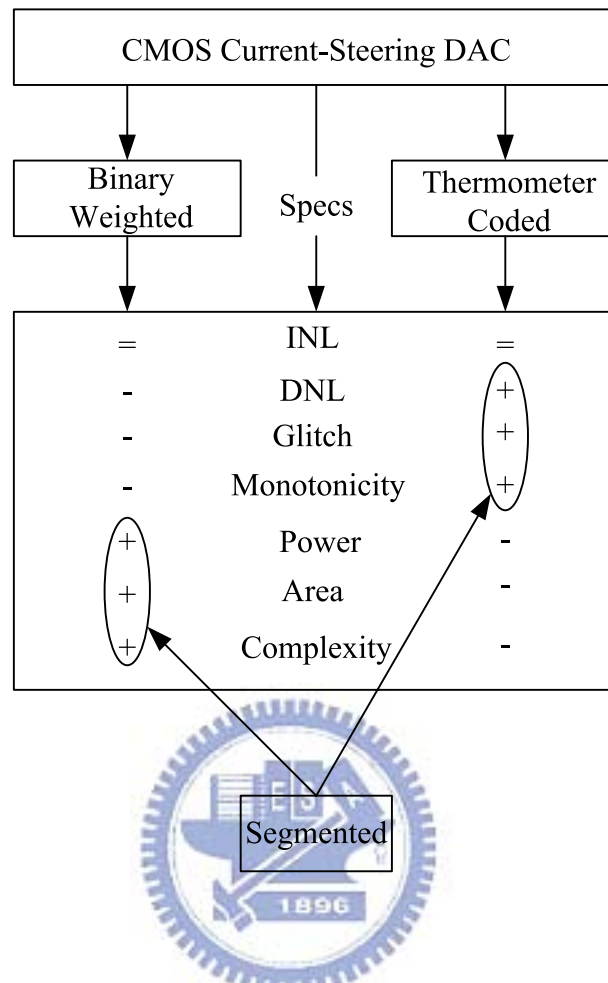 CMOS Current-Steering DAC
Binary
Weighted
Specs
Thermometer
Coded
= INL =
- DNL +
- Glitch +
- Monotonicity +
+ Power -
+ Area -
+ Complexity -
Segmented
1896